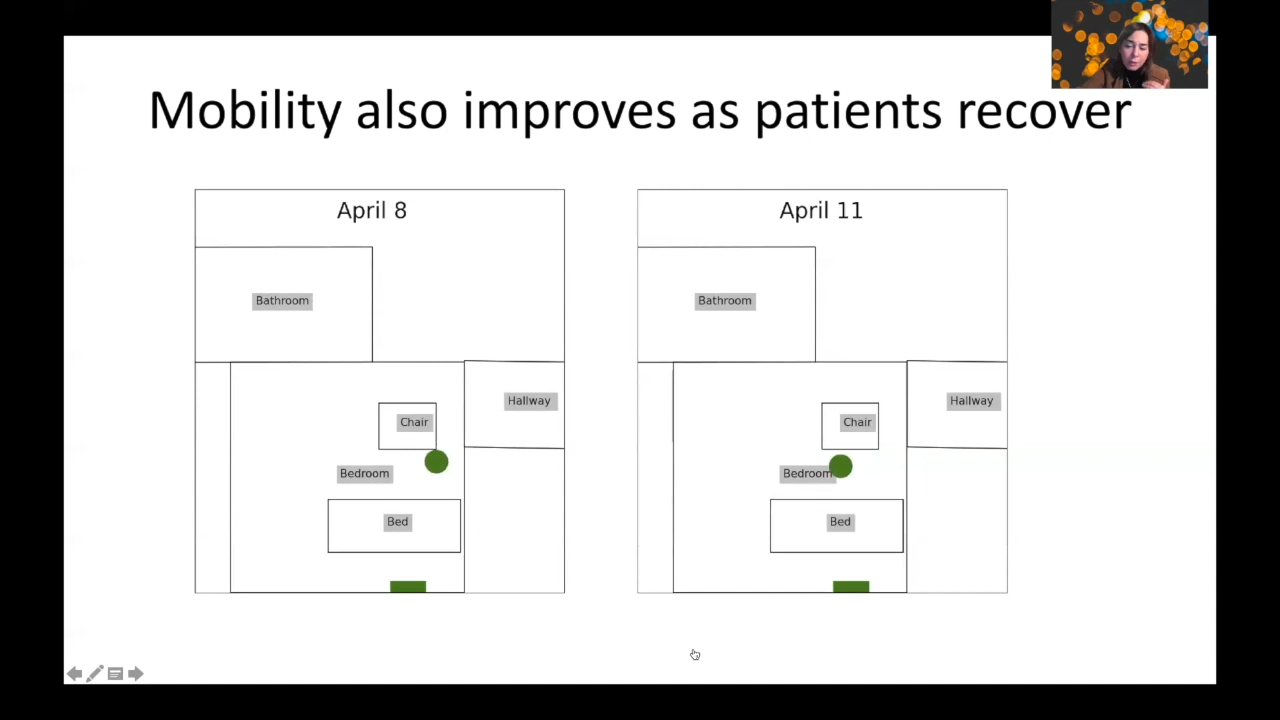 Mobility also improves as patients recover
April 8
Bathroom
Hallway
Chair
Bedroom
Bed
April 11
Bathroom
Hallway
Chair
Bedroom
Bed